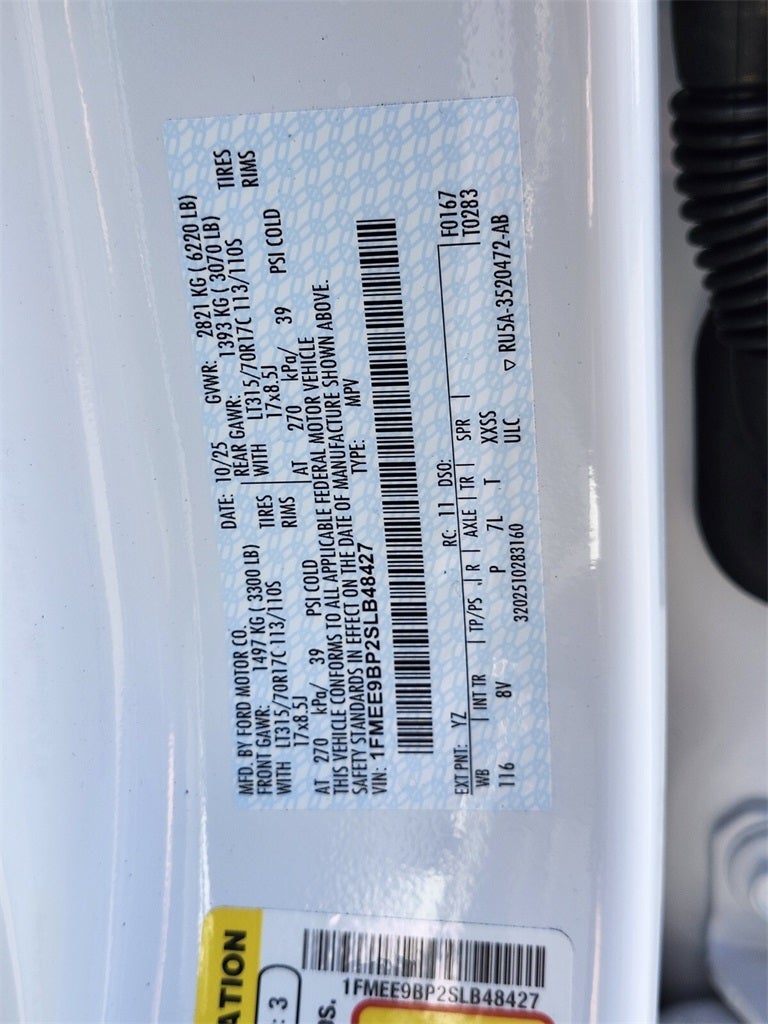 MFD. BY FORD MOTOR CO.
DATE: 10/25 GVWR: 2821 KG ( 6220 LB)
FRONT GAWR: 1497 KG ( 3300 LB) REAR GAWR: 1393 KG ( 3070 LB)
WITH LT315/70R17C 113/110S TIRES WITH LT315/70R17C 113/110S TIRES
17x8.5J RIMS 17x8.5J RIMS
AT 270 kPa/ 39 PSI COLD AT 270 kPa/ 39 PSI COLD
THIS VEHICLE CONFORMS TO ALL APPLICABLE FEDERAL MOTOR VEHICLE
SAFETY STANDARDS IN EFFECT ON THE DATE OF MANUFACTURE SHOWN ABOVE.
VIN: 1FMEE9BP2SLB48427 TYPE: MPV
EXT PNT: YZ RC: 11 DSO: F0167
WB INT TR TP/PS R AXLE TR SPR T0283
116 8V P 7L T XXSS
3202510283160 ULC ▽ RU5A-3520472-AB
ATION
: 3
os.
1FMEE9BP2SLB48427